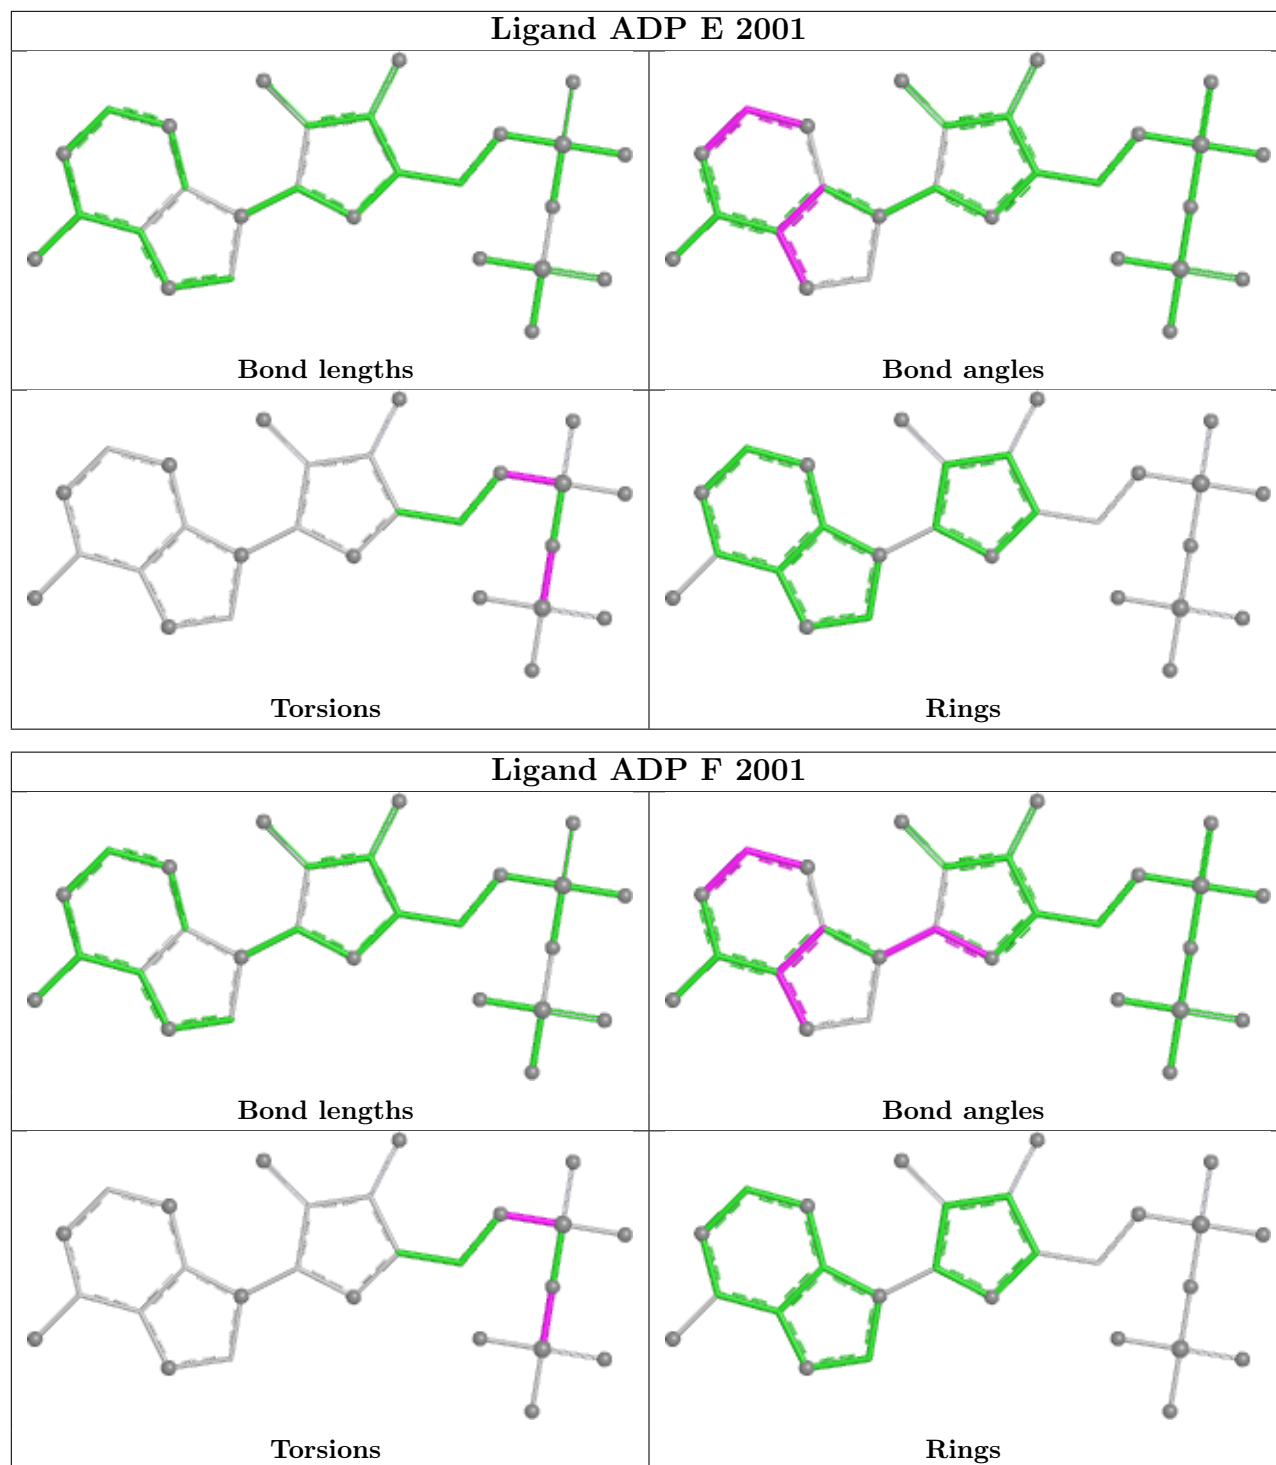 Ligand ADP E 2001
Bond lengths
Bond angles
Torsions
Rings
Ligand ADP F 2001
Bond lengths
Bond angles
Torsions
Rings